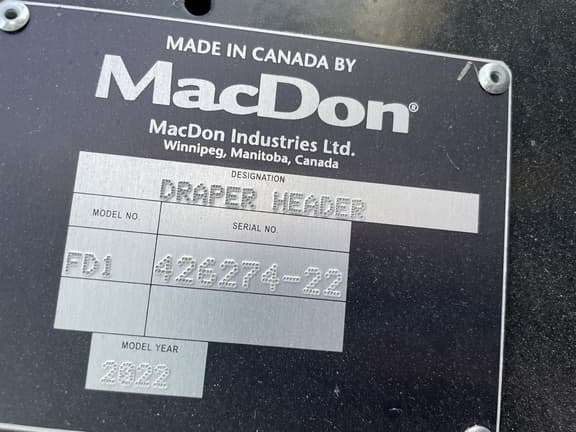 MADE IN CANADA BY
MacDon®
MacDon Industries Ltd.
Winnipeg, Manitoba, Canada
DESIGNATION
DRAPER HEADER
MODEL NO. SERIAL NO.
FD1 426274-22
MODEL YEAR
2022